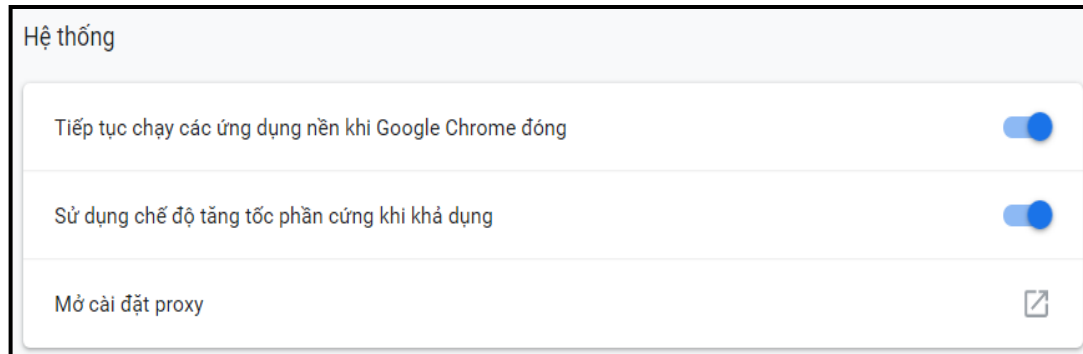 Hệ thống
Tiếp tục chạy các ứng dụng nền khi Google Chrome đóng
Sử dụng chế độ tăng tốc phần cứng khi khả dụng
Mở cài đặt proxy